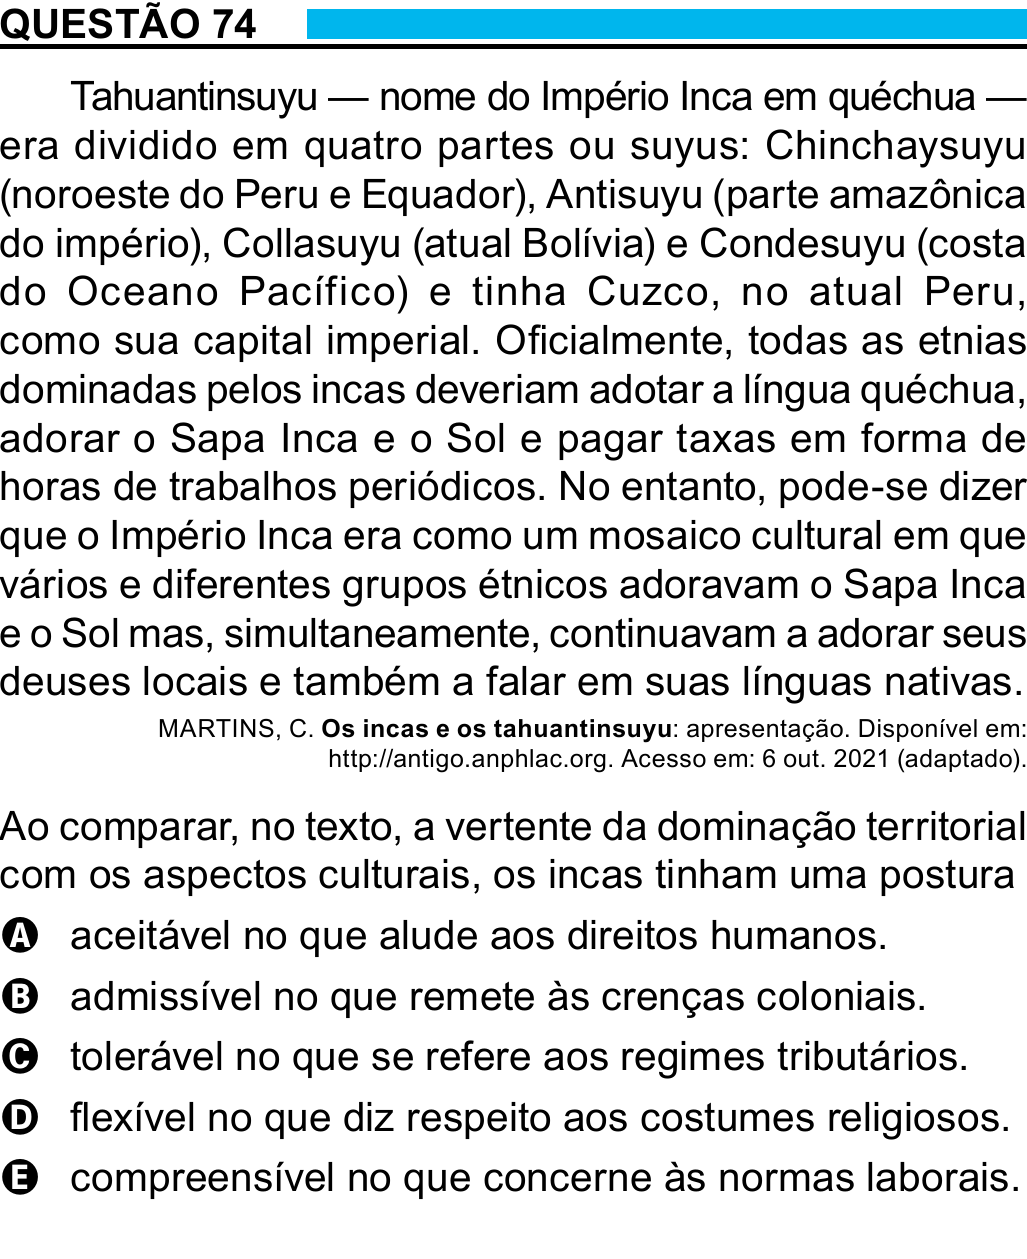 QUESTÃO 74
Tahuantinsuyu — nome do Império Inca em quéchua —
era dividido em quatro partes ou suyus: Chinchaysuyu
(noroeste do Peru e Equador), Antisuyu (parte amazônica
do império), Collasuyu (atual Bolívia) e Condesuyu (costa
do Oceano Pacífico) e tinha Cuzco, no atual Peru,
como sua capital imperial. Oficialmente, todas as etnias
dominadas pelos incas deveriam adotar a língua quéchua,
adorar o Sapa Inca e o Sol e pagar taxas em forma de
horas de trabalhos periódicos. No entanto, pode-se dizer
que o Império Inca era como um mosaico cultural em que
vários e diferentes grupos étnicos adoravam o Sapa Inca
e o Sol mas, simultaneamente, continuavam a adorar seus
deuses locais e também a falar em suas línguas nativas.
MARTINS, C. Os incas e os tahuantinsuyu: apresentação. Disponível em:
http://antigo.anphlac.org. Acesso em: 6 out. 2021 (adaptado).
Ao comparar, no texto, a vertente da dominação territorial
com os aspectos culturais, os incas tinham uma postura
A aceitável no que alude aos direitos humanos.
B admissível no que remete às crenças coloniais.
C tolerável no que se refere aos regimes tributários.
D flexível no que diz respeito aos costumes religiosos.
E compreensível no que concerne às normas laborais.